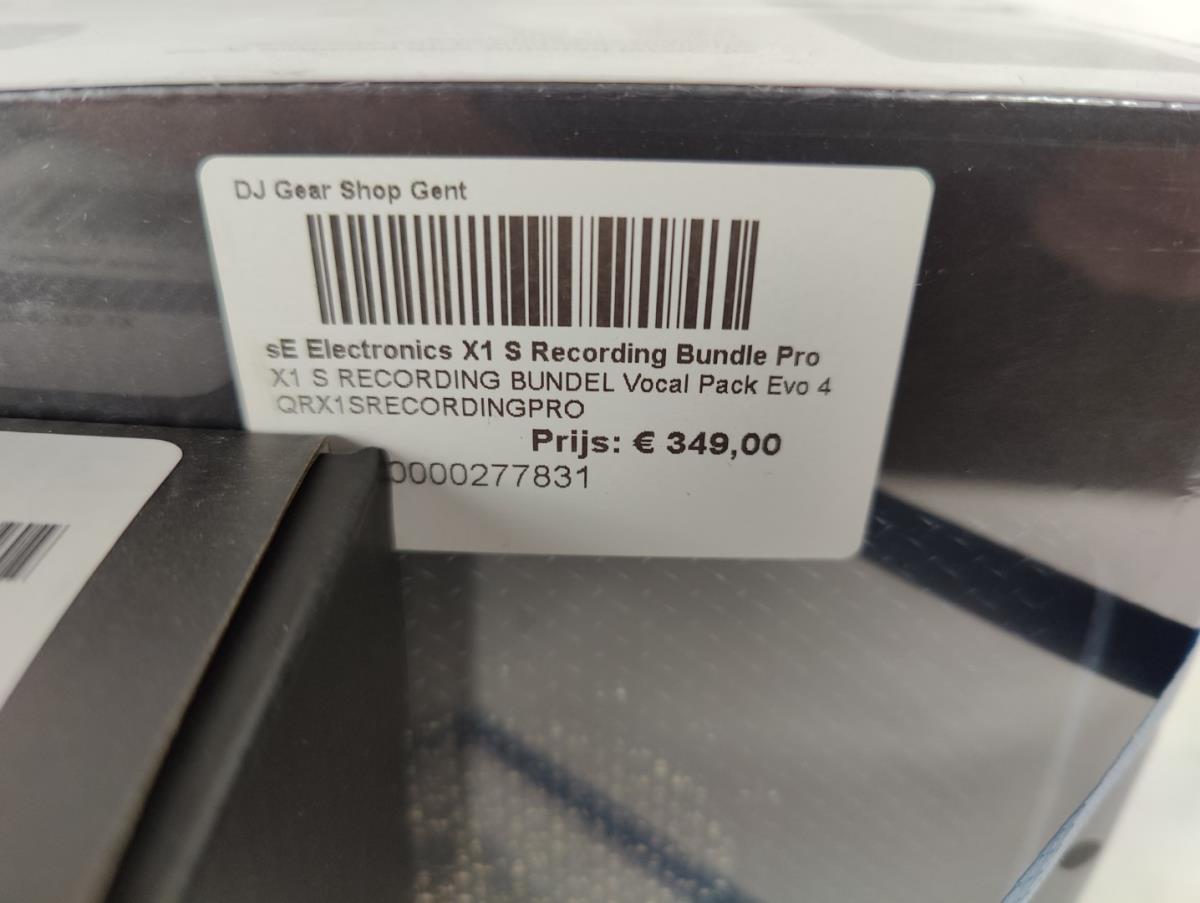 DJ Gear Shop Gent
sE Electronics X1 S Recording Bundle Pro
X1 S RECORDING BUNDEL Vocal Pack Evo 4
QRX1SRECORDINGPRO
Prijs: € 349,00
0000277831